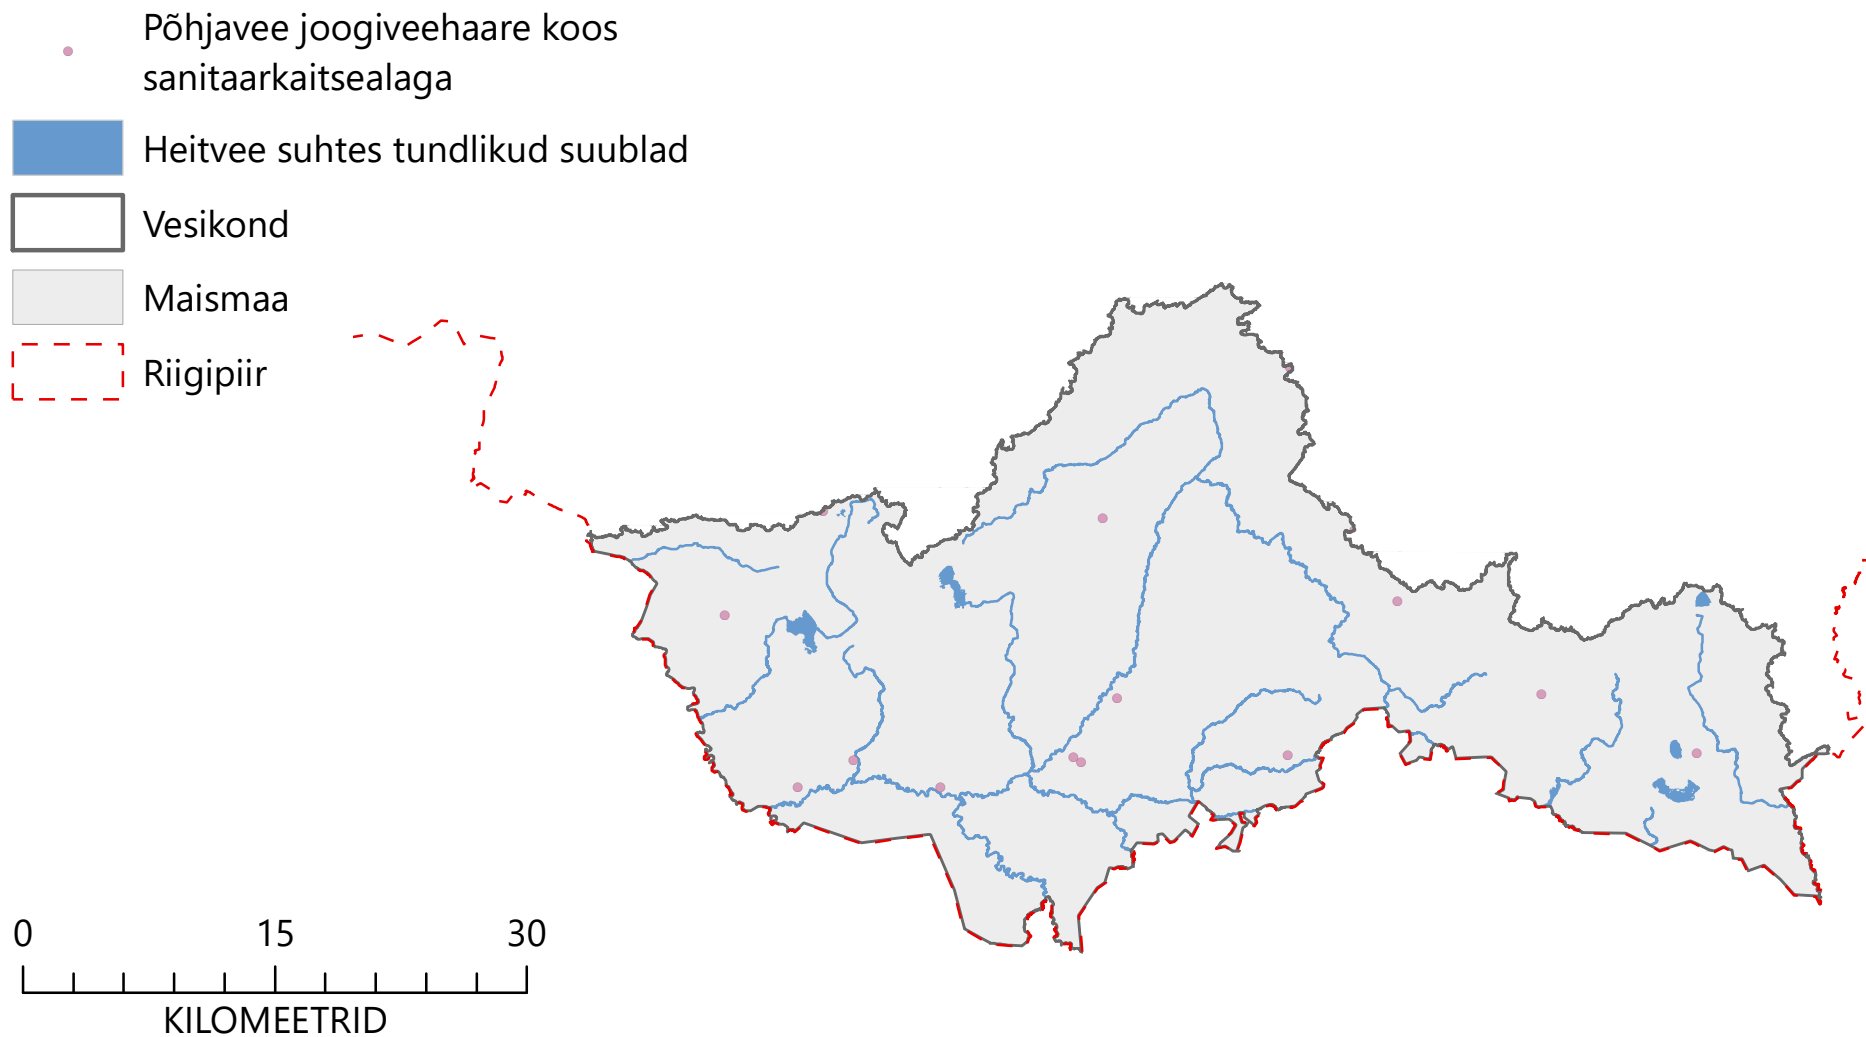 Põhjavee joogiveehaare koos
sanitaarkaitsealaga
Heitvee suhtes tundlikud suublad
Vesikond
Maismaa
Riigipiir
0 15 30
KILOMEETRID